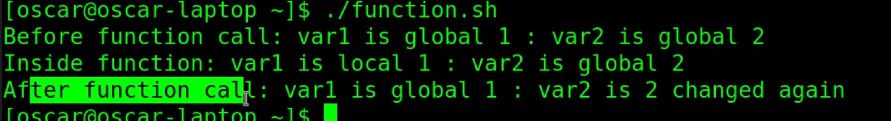 [oscar@oscar-laptop ~]$ ./function.sh
Before function call: var1 is global 1 : var2 is global 2
Inside function: var1 is local 1 : var2 is global 2
After function call: var1 is global 1 : var2 is 2 changed again
[oscar@oscar-laptop ~]$